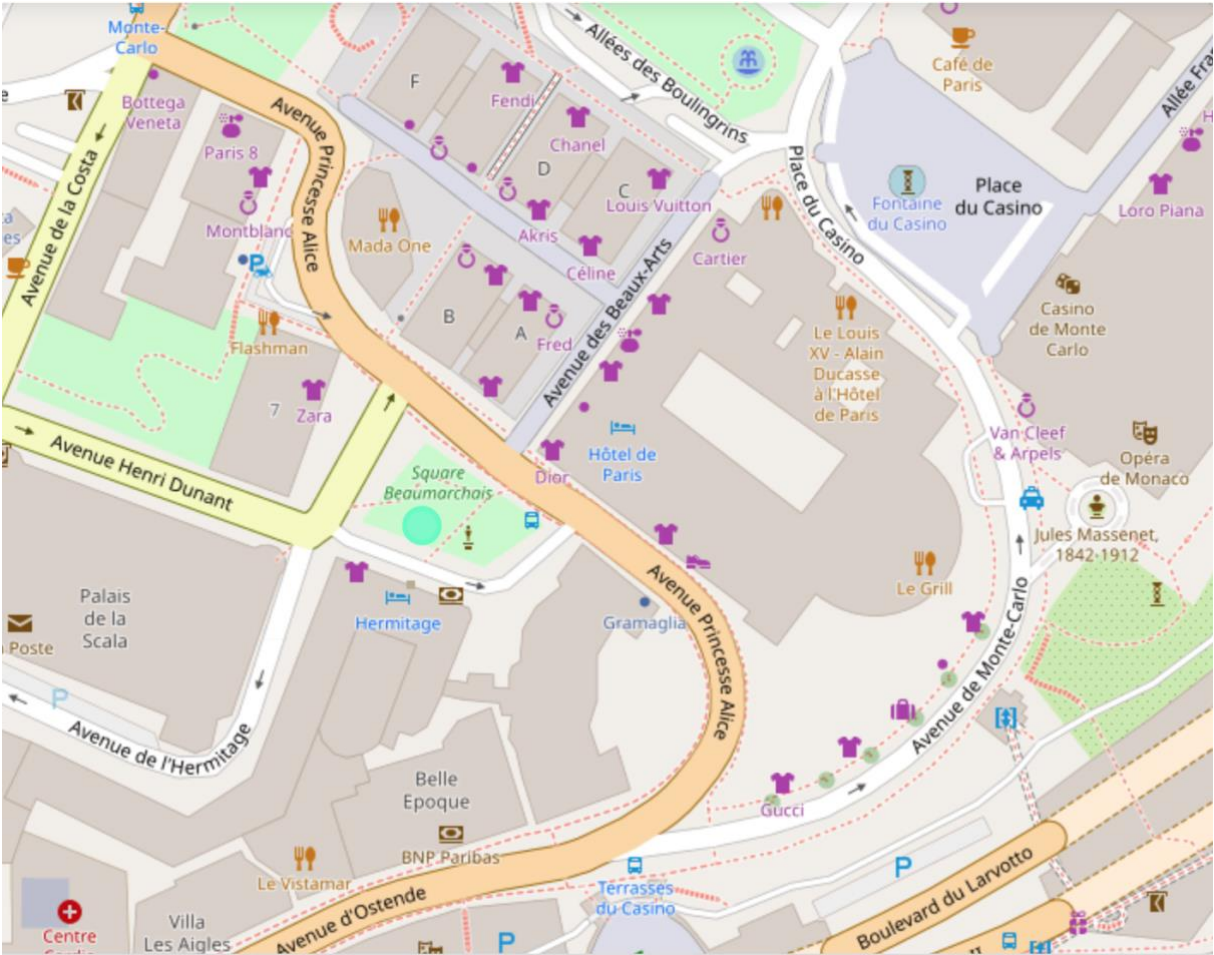 Monte-
Carlo
Bottega
Veneta
Paris 8
Montblanc
Avenue de la Costa
Avenue Princesse Alice
F
Fendi
Allées des Boulingrins
Chanel
D
C
Louis Vuitton
Akris
Céline
Mada One
B
A
Fred
Avenue des Beaux-Arts
Cartier
Place du Casino
Café de
Paris
Fontaine
du Casino
Place
du Casino
Loro Piana
Casino
de Monte
Carlo
Le Louis
XV - Alain
Ducasse
à l'Hôtel
de Paris
P
Flashman
7
Zara
Avenue Henri Dunant
Square
Beaumarchais
Dior
Hôtel de
Paris
Van Cleef
& Arpels
Opéra
de Monaco
Jules Massenet,
1842-1912
Le Grill
Palais
de la
Scala
Poste
P
Avenue de l'Hermitage
Hermitage
Gramaglia
Avenue Princesse Alice
Avenue de Monte-Carlo
Gucci
Belle
Epoque
BNP Paribas
Le Vistamar
Avenue d'Ostende
Villa
Les Aigles
Centre
Terrasses
du Casino
P
P
Boulevard du Larvotto